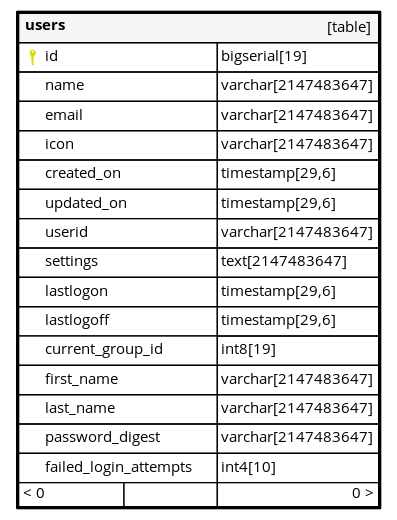 users [table]
id bigserial[19]
name varchar[2147483647]
email varchar[2147483647]
icon varchar[2147483647]
created_on timestamp[29,6]
updated_on timestamp[29,6]
userid varchar[2147483647]
settings text[2147483647]
lastlogon timestamp[29,6]
lastlogoff timestamp[29,6]
current_group_id int8[19]
first_name varchar[2147483647]
last_name varchar[2147483647]
password_digest varchar[2147483647]
failed_login_attempts int4[10]
< 0 0 >